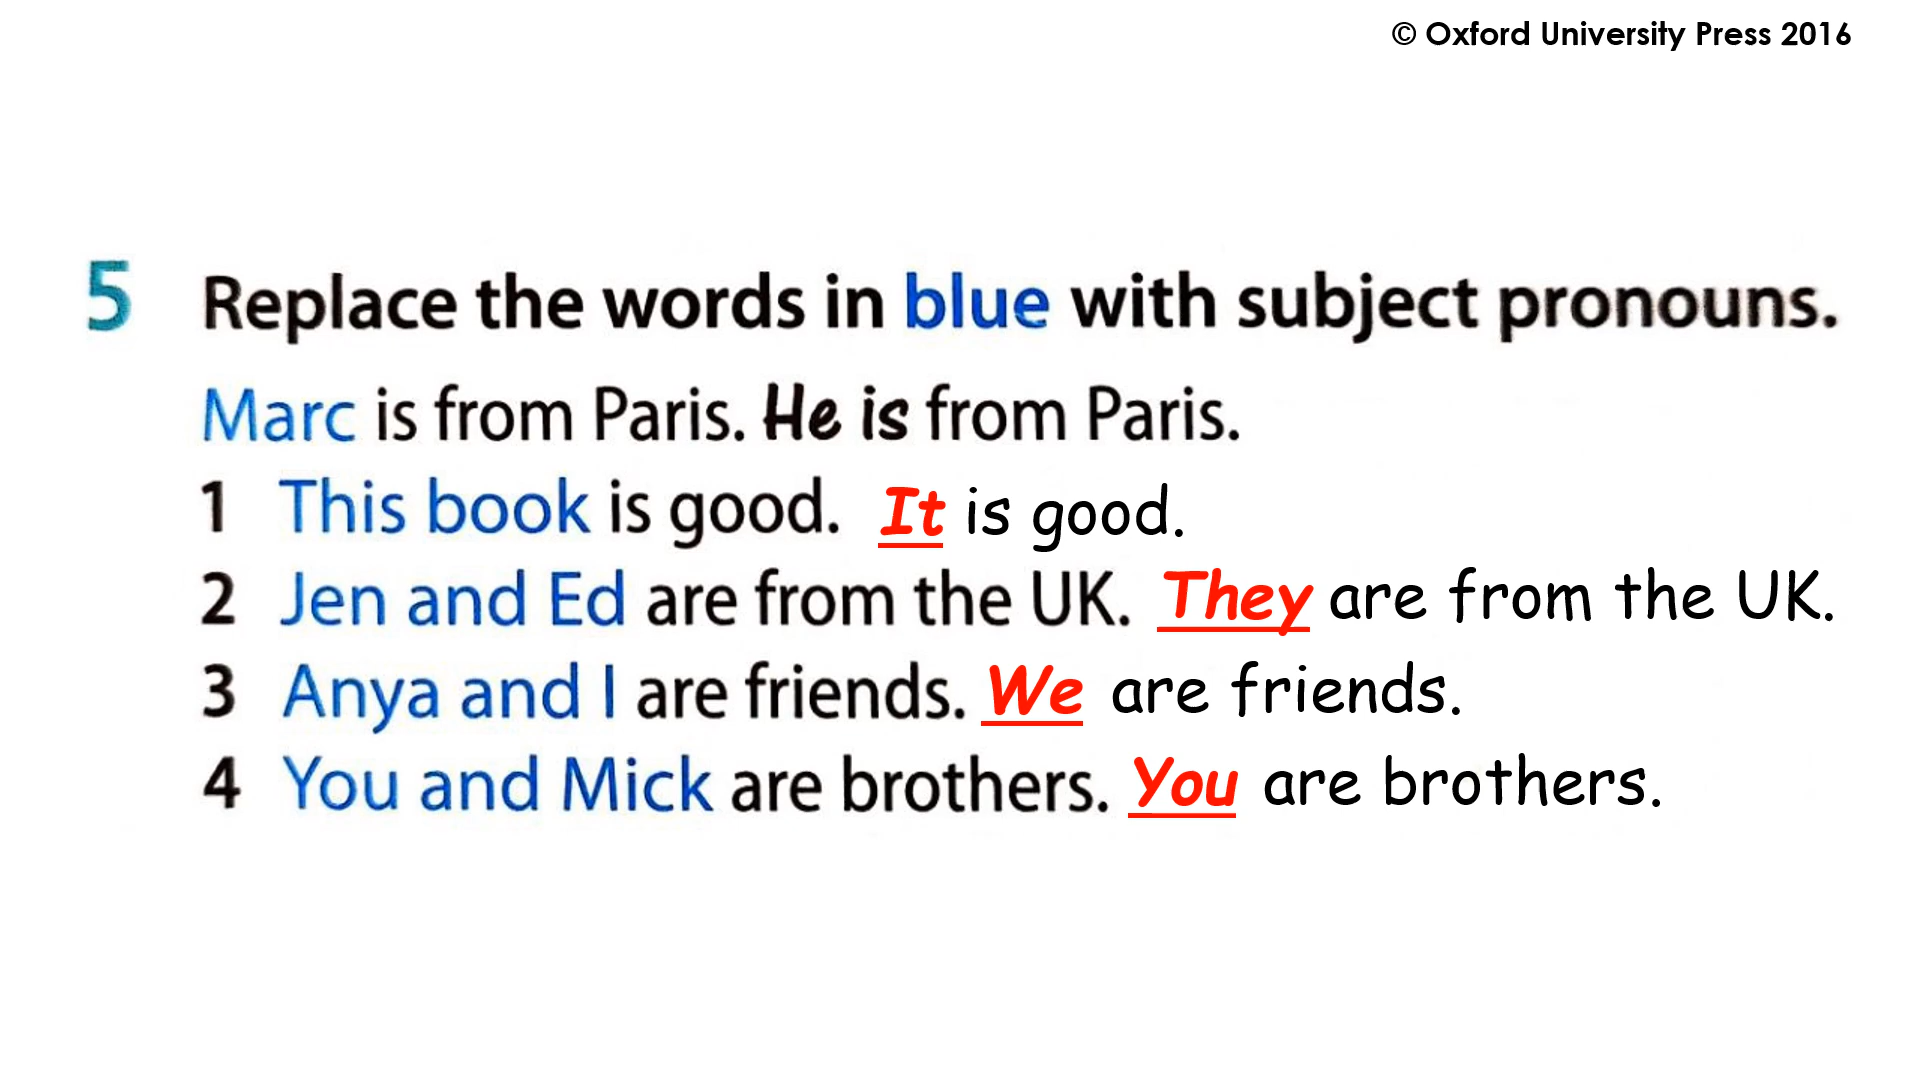 © Oxford University Press 2016
5 Replace the words in blue with subject pronouns.
Marc is from Paris. He is from Paris.
1 This book is good. It is good.
2 Jen and Ed are from the UK. They are from the UK.
3 Anya and I are friends. We are friends.
4 You and Mick are brothers. You are brothers.